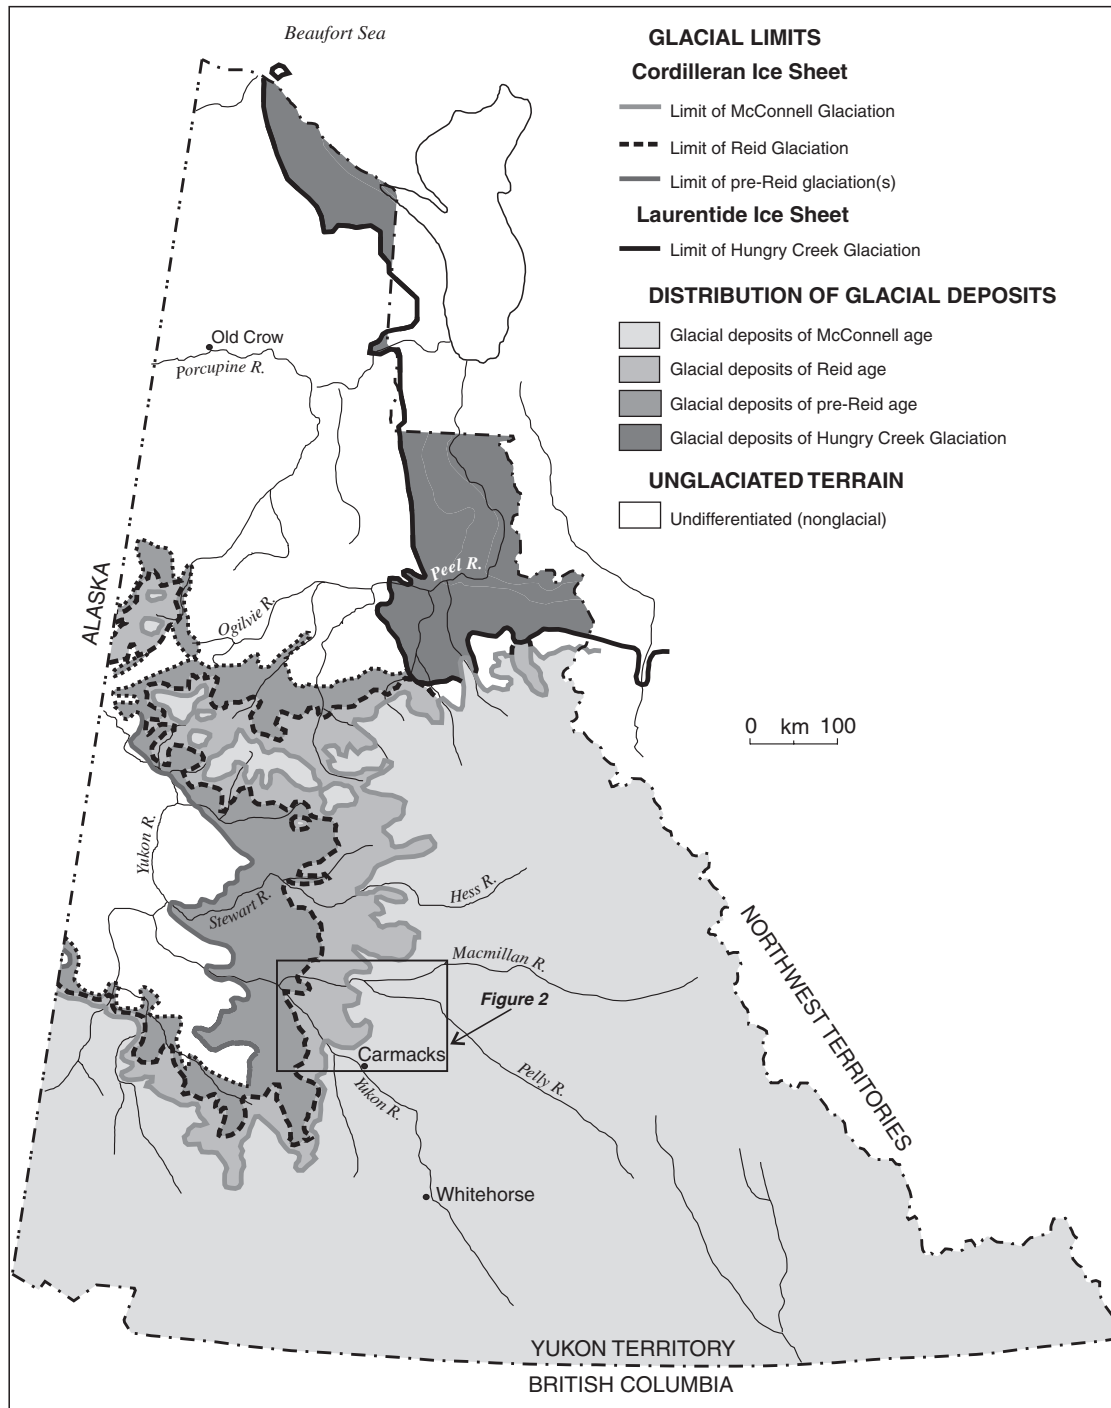 Beaufort Sea
GLACIAL LIMITS
Cordilleran Ice Sheet
Limit of McConnell Glaciation
Limit of Reid Glaciation
Limit of pre-Reid glaciation(s)
Laurentide Ice Sheet
Limit of Hungry Creek Glaciation
DISTRIBUTION OF GLACIAL DEPOSITS
Glacial deposits of McConnell age
Glacial deposits of Reid age
Glacial deposits of pre-Reid age
Glacial deposits of Hungry Creek Glaciation
UNGLACIATED TERRAIN
Undifferentiated (nonglacial)
Old Crow
Porcupine R.
Peel R.
ALASKA
Ogilvie R.
0 km 100
Yukon R.
Stewart R.
Hess R.
Macmillan R.
NORTHWEST TERRITORIES
Figure 2
Carmacks
Yukon R.
Pelly R.
Whitehorse
YUKON TERRITORY
BRITISH COLUMBIA